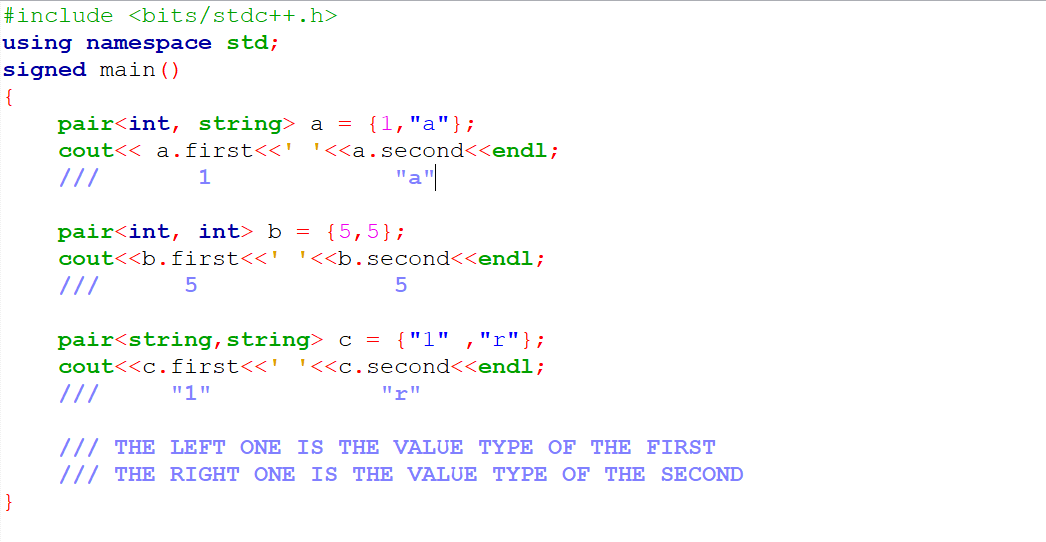 #include <bits/stdc++.h>
using namespace std;
signed main()
{
    pair<int, string> a = {1,"a"};
    cout<< a.first<<' '<<a.second<<endl;
    ///       1             "a"
    pair<int, int> b = {5,5};
    cout<<b.first<<' '<<b.second<<endl;
    ///      5              5
    pair<string,string> c = {"1" ,"r"};
    cout<<c.first<<' '<<c.second<<endl;
    ///     "1"            "r"
    /// THE LEFT ONE IS THE VALUE TYPE OF THE FIRST
    /// THE RIGHT ONE IS THE VALUE TYPE OF THE SECOND
}